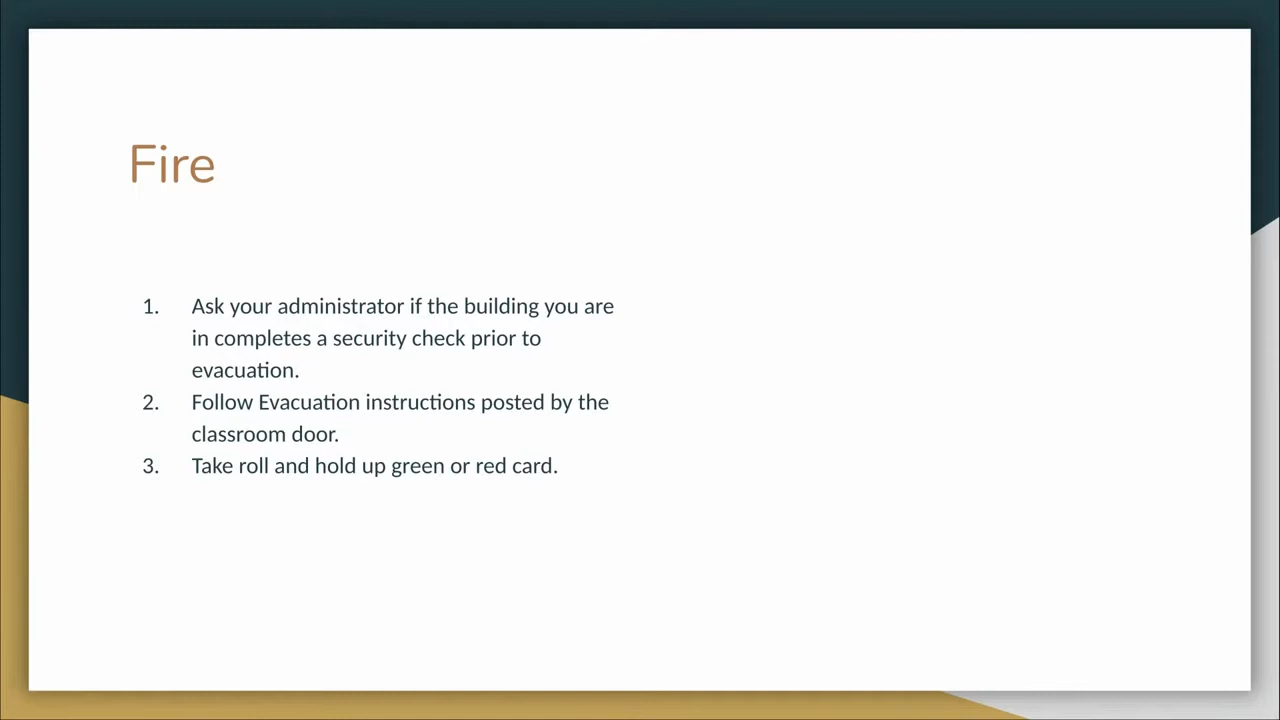 Fire
1. Ask your administrator if the building you are
in completes a security check prior to
evacuation.
2. Follow Evacuation instructions posted by the
classroom door.
3. Take roll and hold up green or red card.